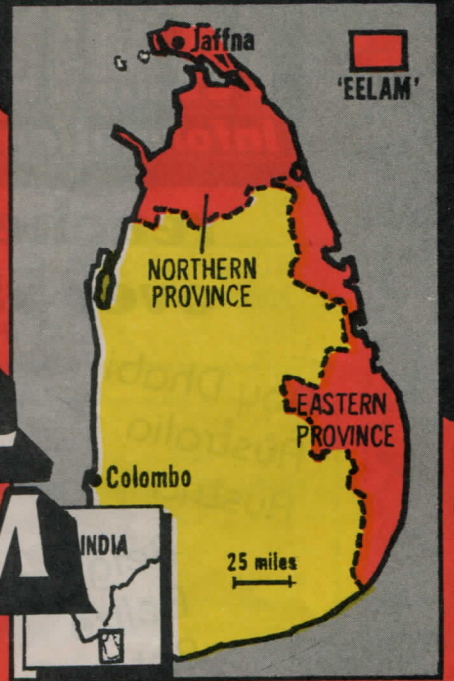 Jaffna
'EELAM'
NORTHERN
PROVINCE
EASTERN
PROVINCE
Colombo
INDIA
25 miles